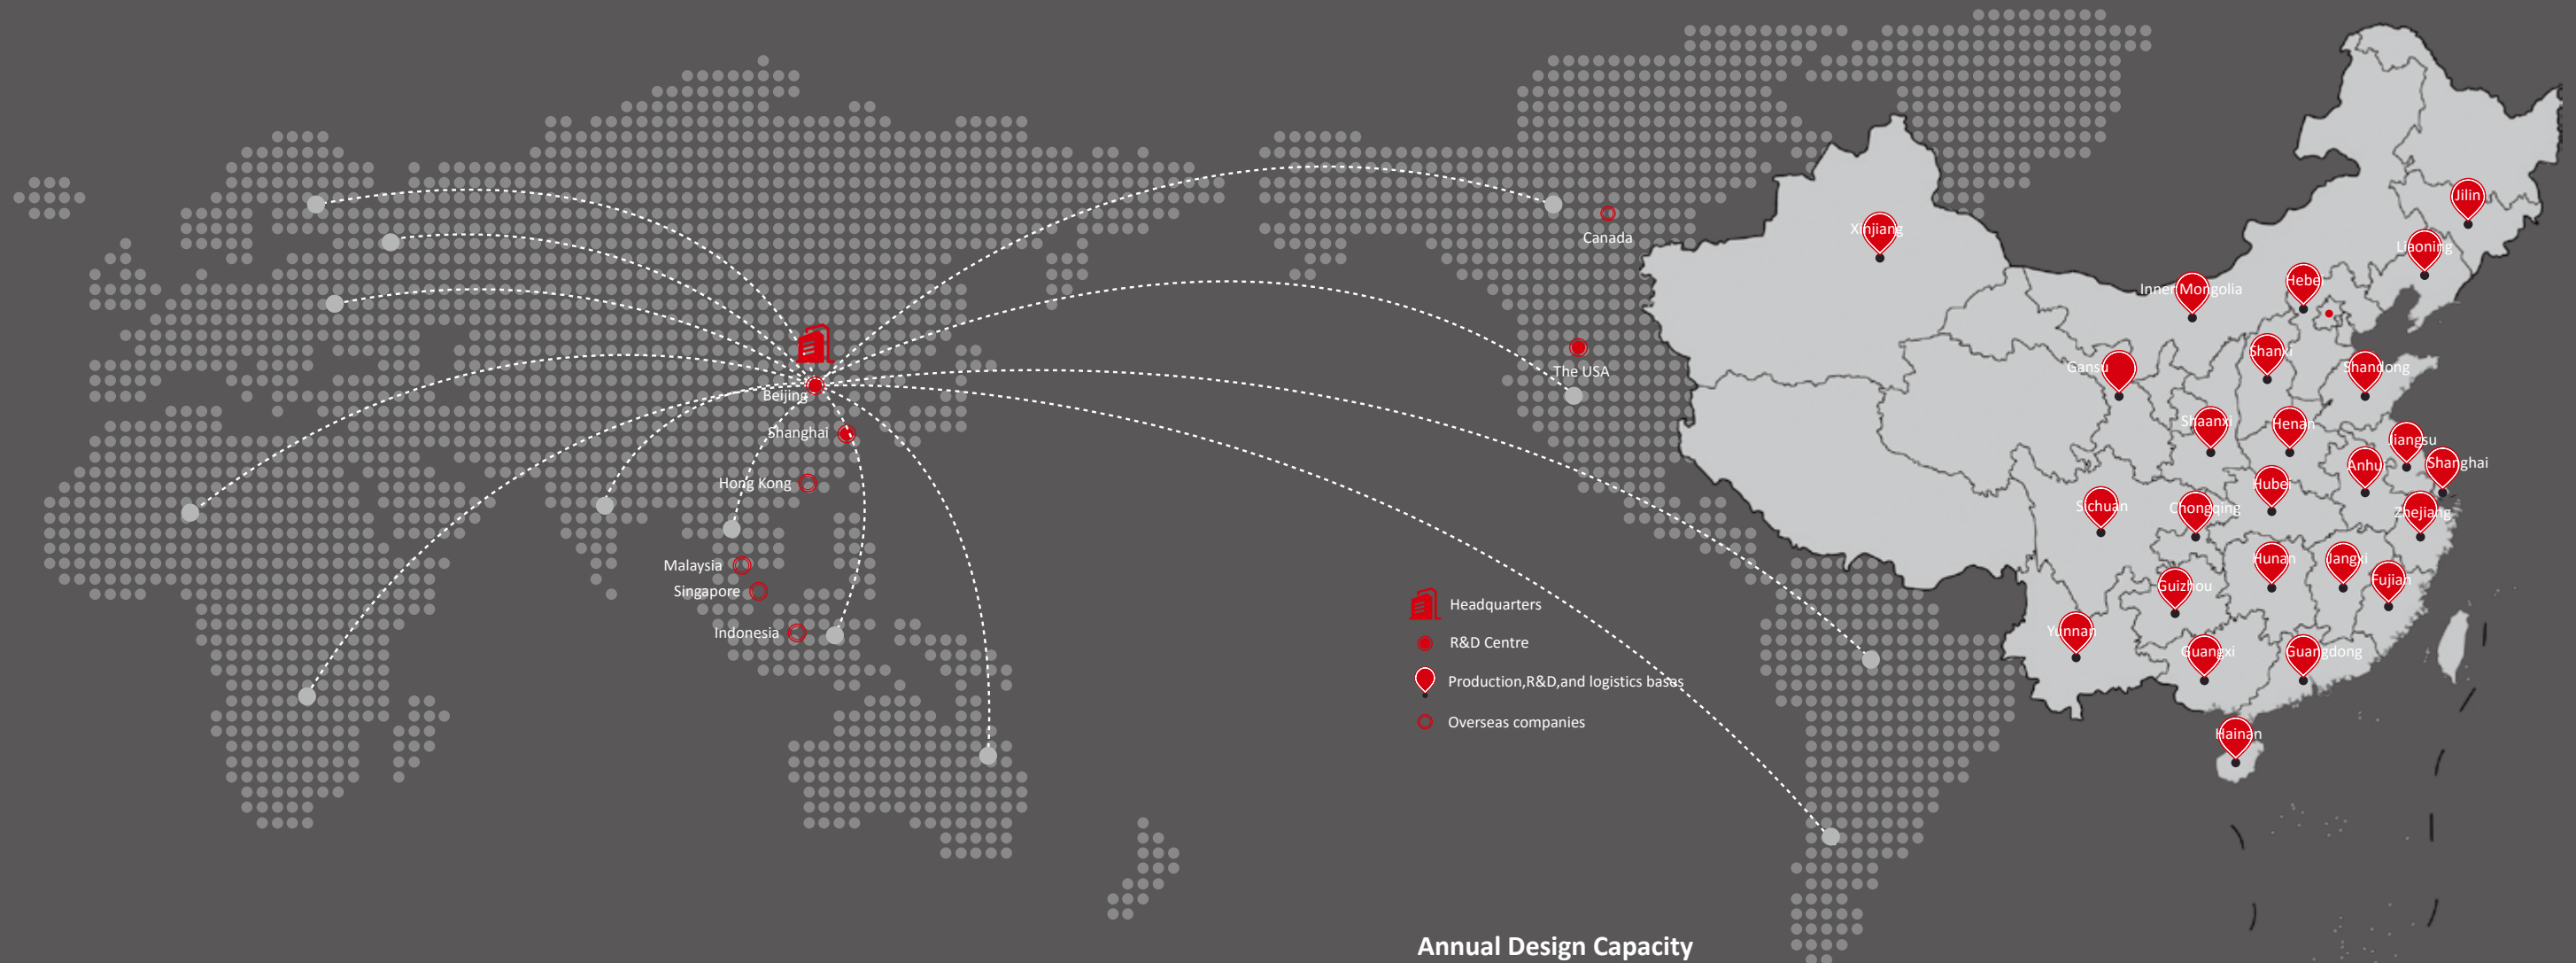 Canada
The USA
Beijing
Shanghai
Hong Kong
Malaysia
Singapore
Indonesia
Headquarters
R&D Centre
Production,R&D,and logistics bases
Overseas companies
Annual Design Capacity
Xinjiang
Jilin
Liaoning
Hebe
Inner Mongolia
Shanxi
Gansu
Shandong
Shaanxi
Henan
Jiangsu
Anhu
Shanghai
Hubei
Sichuan
Chongqing
Zhejiang
Hunan
Jiangxi
Fujian
Guizhou
Yunnan
Guangxi
Guangdong
Hainan